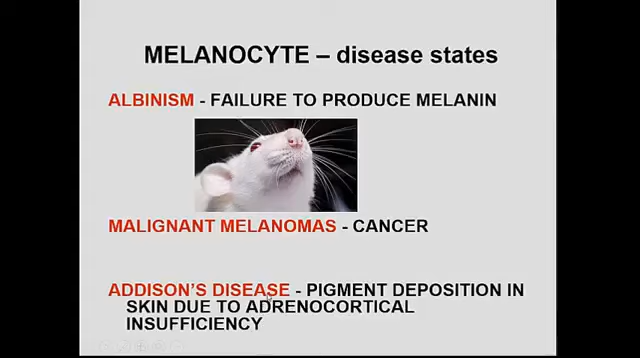 MELANOCYTE – disease states
ALBINISM - FAILURE TO PRODUCE MELANIN
MALIGNANT MELANOMAS - CANCER
ADDISON'S DISEASE - PIGMENT DEPOSITION IN
SKIN DUE TO ADRENOCORTICAL
INSUFFICIENCY